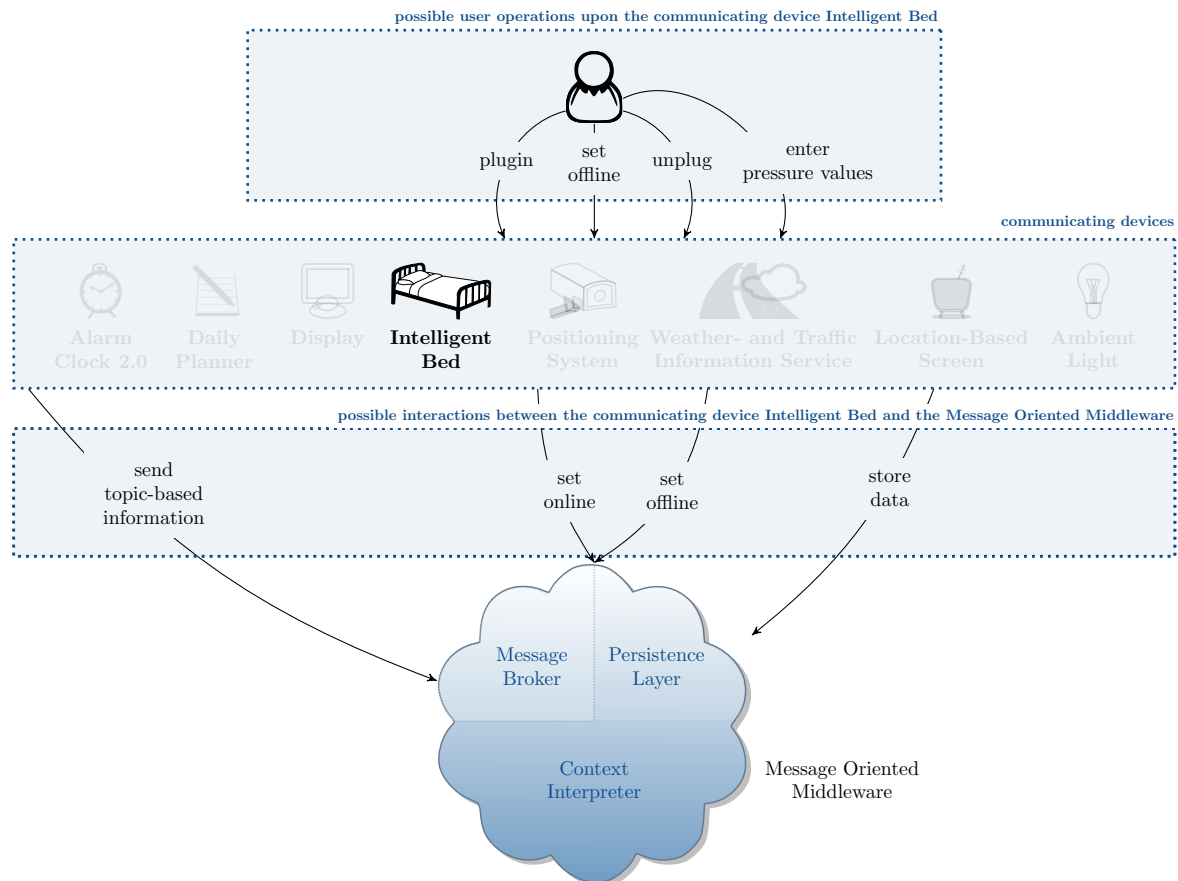 possible user operations upon the communicating device Intelligent Bed
plugin
set
offline
unplug
enter
pressure values
communicating devices
Alarm
Clock 2.0
Daily
Planner
Display
Intelligent
Bed
Positioning
System
Weather- and Traffic
Information Service
Location-Based
Screen
Ambient
Light
possible interactions between the communicating device Intelligent Bed and the Message Oriented Middleware
send
topic-based
information
set
online
set
offline
store
data
Message
Broker
Persistence
Layer
Context
Interpreter
Message Oriented
Middleware